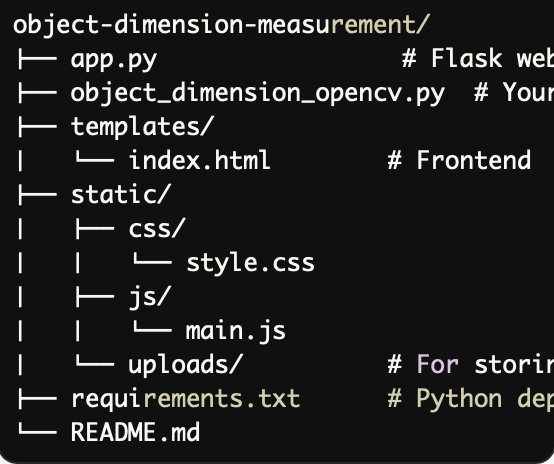 object-dimension-measurement/
├── app.py                 # Flask web
├── object_dimension_opencv.py  # Your
├── templates/
|   └── index.html        # Frontend
├── static/
|   ├── css/
|   |   └── style.css
|   ├── js/
|   |   └── main.js
|   └── uploads/          # For storin
├── requirements.txt      # Python dep
└── README.md